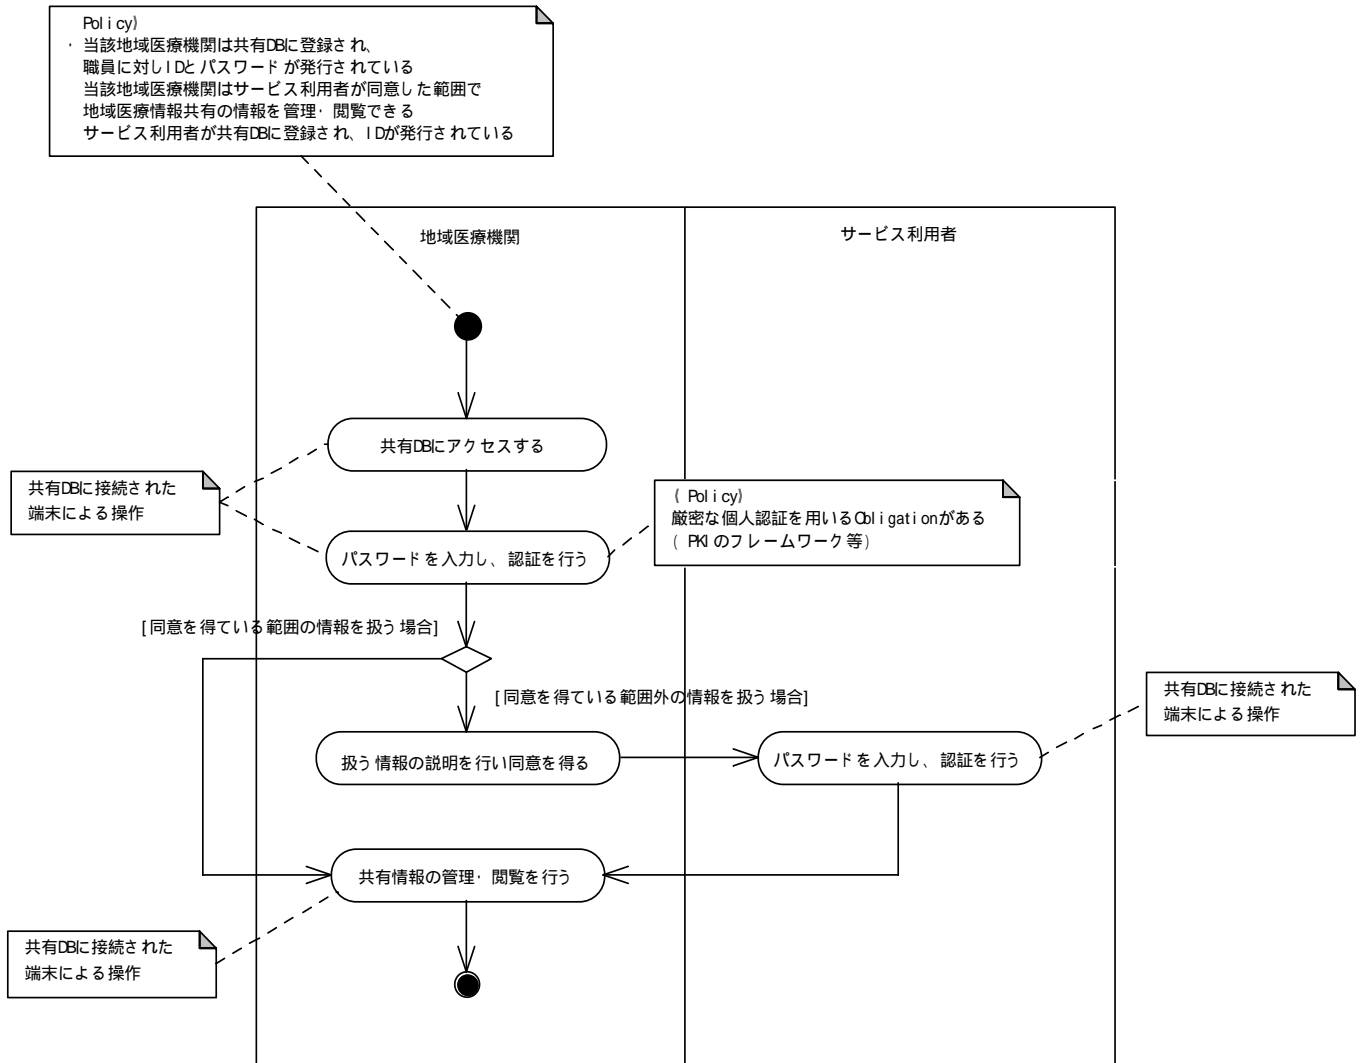 Policy)
・当該地域医療機関は共有DBに登録され、
職員に対しIDとパスワードが発行されている
当該地域医療機関はサービス利用者が同意した範囲で
地域医療情報共有の情報を管理・閲覧できる
サービス利用者が共有DBに登録され、IDが発行されている
地域医療機関
サービス利用者
共有DBにアクセスする
共有DBに接続された
端末による操作
( Policy)
厳密な個人認証を用いるObligationがある
( PKIのフレームワーク等)
パスワードを入力し、認証を行う
[同意を得ている範囲の情報を扱う場合]
[同意を得ている範囲外の情報を扱う場合]
共有DBに接続された
端末による操作
扱う情報の説明を行い同意を得る
パスワードを入力し、認証を行う
共有情報の管理・閲覧を行う
共有DBに接続された
端末による操作